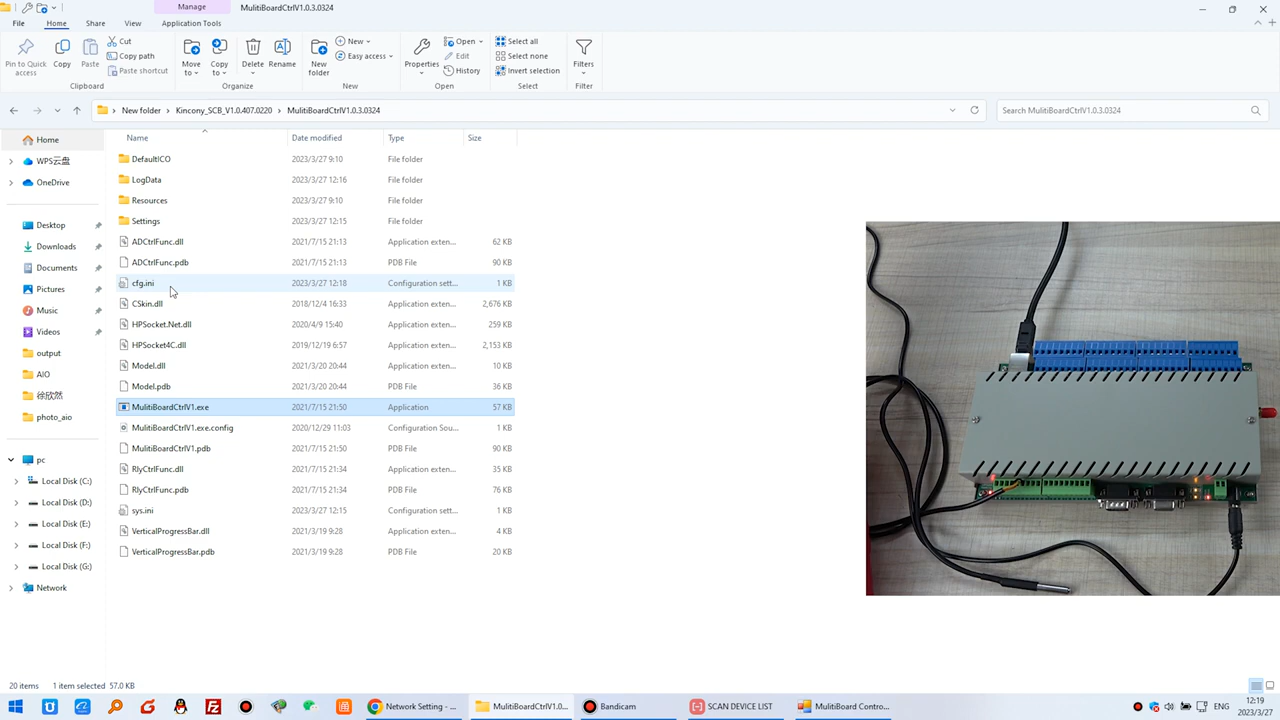 Manage
MulitiBoardCtrlV1.0.3.0324
File
Home
Share
View
Application Tools
Pin to Quick access
Copy
Paste
Cut
Copy path
Paste shortcut
Clipboard
Move to
Copy to
Delete
Rename
Organize
New folder
New
Easy access
New
Properties
Open
Edit
History
Open
Select all
Select none
Invert selection
Select
Filters
Filter
New folder > Kincony_SCB_V1.0.407.0220 > MulitiBoardCtrlV1.0.3.0324
Search MulitiBoardCtrlV1.0.3.0324
Home
WPS云盘
OneDrive
Desktop
Downloads
Documents
Pictures
Music
Videos
output
AIO
徐欣然
photo_aio
pc
Local Disk (C:)
Local Disk (D:)
Local Disk (E:)
Local Disk (F:)
Local Disk (G:)
Network
Name Date modified Type Size
DefaultICO 2023/3/27 9:10 File folder
LogData 2023/3/27 12:16 File folder
Resources 2023/3/27 9:10 File folder
Settings 2023/3/27 12:15 File folder
ADCtrlFunc.dll 2021/7/15 21:13 Application exten... 62 KB
ADCtrlFunc.pdb 2021/7/15 21:13 PDB File 90 KB
cfg.ini 2023/3/27 12:18 Configuration sett... 1 KB
CSkin.dll 2018/12/4 16:33 Application exten... 2,676 KB
HPSocket.Net.dll 2020/4/9 15:40 Application exten... 259 KB
HPSocket4C.dll 2019/12/19 6:57 Application exten... 2,153 KB
Model.dll 2021/3/20 20:44 Application exten... 10 KB
Model.pdb 2021/3/20 20:44 PDB File 36 KB
MulitiBoardCtrlV1.exe 2021/7/15 21:50 Application 57 KB
MulitiBoardCtrlV1.exe.config 2020/12/29 11:03 Configuration Sou... 1 KB
MulitiBoardCtrlV1.pdb 2021/7/15 21:50 PDB File 90 KB
RlyCtrlFunc.dll 2021/7/15 21:34 Application exten... 35 KB
RlyCtrlFunc.pdb 2021/7/15 21:34 PDB File 90 KB
sys.ini 2023/3/27 12:15 Configuration sett... 1 KB
VerticalProgressBar.dll 2021/3/19 9:28 Application exten... 4 KB
VerticalProgressBar.pdb 2021/3/19 9:28 PDB File 20 KB
20 items 1 item selected 57.0 KB
Network Setting - ...
MulitiBoardCtrlV1.0...
Bandicam
SCAN DEVICE LIST
MulitiBoard Contro...
ENG
12:19
2023/3/27